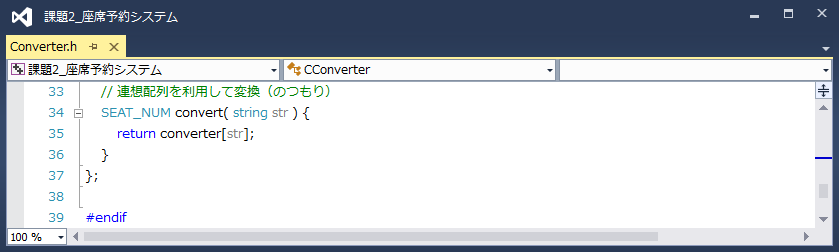 課題2_座席予約システム
Converter.h
課題2_座席予約システム CConverter
33 // 連想配列を利用して変換（のつもり）
34 SEAT_NUM convert( string str ) {
35 return converter[str];
36 }
37 };
38
39 #endif
100 %